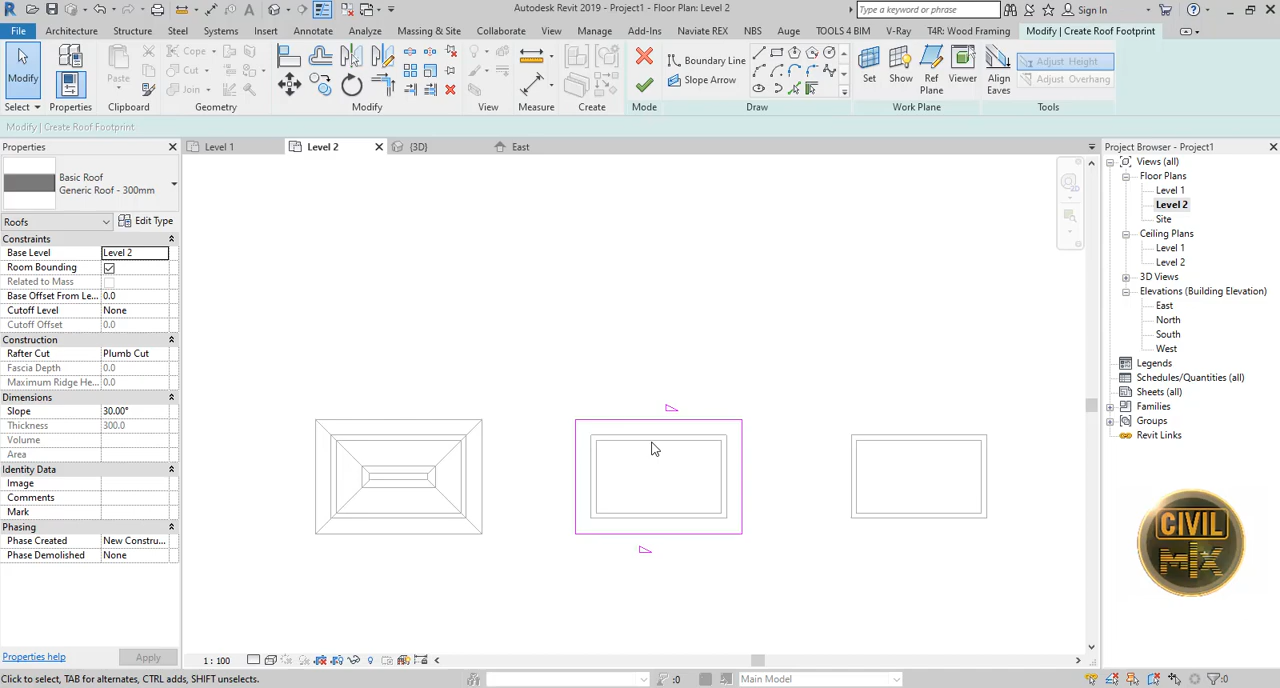 Autodesk Revit 2019 - Project1 - Floor Plan: Level 2
Type a keyword or phrase
Sign In
File
Architecture
Structure
Steel
Systems
Insert
Annotate
Analyze
Massing & Site
Collaborate
View
Manage
Add-Ins
Naviate REX
NBS
Auge
TOOLS 4 BIM
V-Ray
T4R: Wood Framing
Modify | Create Roof Footprint
Modify
Properties
Paste
Cope
Cut
Join
Boundary Line
Slope Arrow
Set
Show
Ref
Plane
Viewer
Align
Eaves
Adjust Height
Adjust Overhang
Select
Properties
Clipboard
Geometry
Modify
View
Measure
Create
Mode
Draw
Work Plane
Tools
Modify | Create Roof Footprint
Properties
Level 1
Level 2
{3D}
East
Project Browser - Project1
Basic Roof
Generic Roof - 300mm
Roofs
Edit Type
Constraints
Base Level Level 2
Room Bounding
Related to Mass
Base Offset From Le... 0.0
Cutoff Level None
Cutoff Offset 0.0
Construction
Rafter Cut Plumb Cut
Fascia Depth 0.0
Maximum Ridge He... 0.0
Dimensions
Slope 30.00°
Thickness 300.0
Volume
Area
Identity Data
Image
Comments
Mark
Phasing
Phase Created New Constru...
Phase Demolished None
Properties help
Apply
Views (all)
Floor Plans
Level 1
Level 2
Site
Ceiling Plans
Level 1
Level 2
3D Views
Elevations (Building Elevation)
East
North
South
West
Legends
Schedules/Quantities (all)
Sheets (all)
Families
Groups
Revit Links
CIVIL
MIX
1 : 100
Click to select, TAB for alternates, CTRL adds, SHIFT unselects.
:0
Main Model
:0